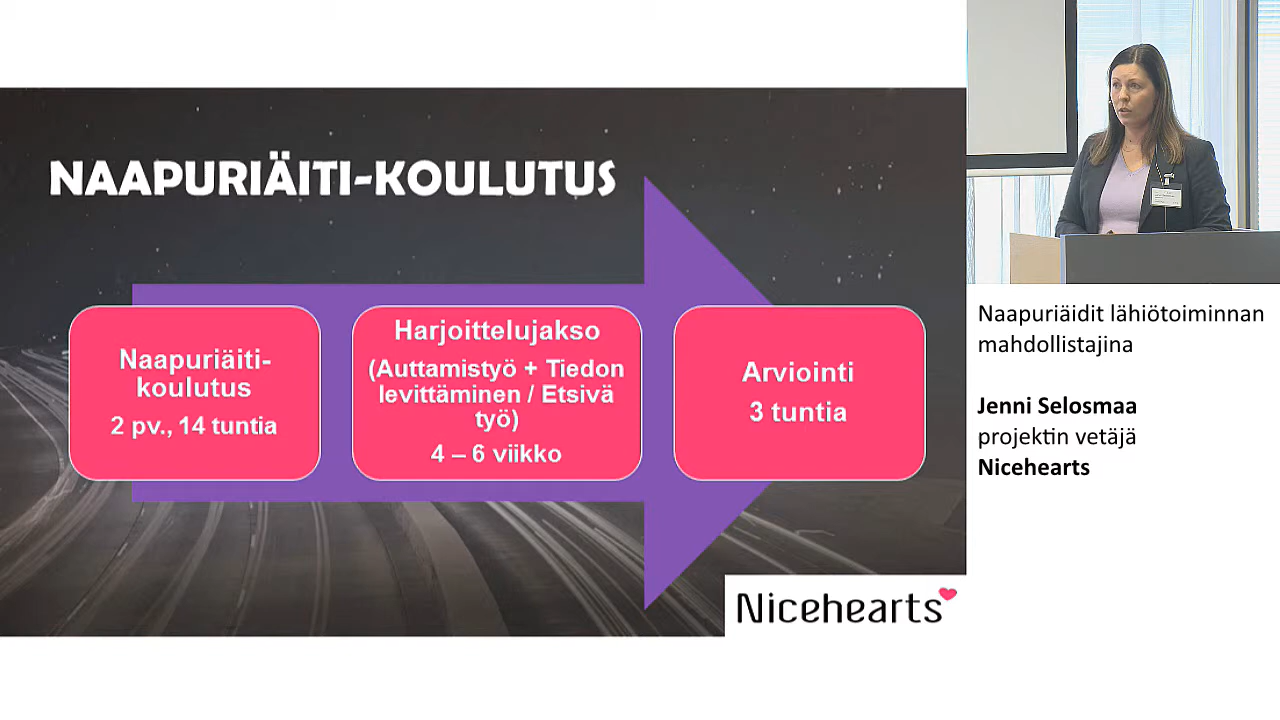 NAAPURIÄITI-KOULUTUS
Naapuriäiti-
koulutus
2 pv., 14 tuntia
Harjoittelujakso
(Auttamistyö + Tiedon
levittäminen / Etsivä
työ)
4 – 6 viikko
Arviointi
3 tuntia
Nicehearts
Naapuriäidit lähiötoiminnan
mahdollistajina
Jenni Selosmaa
projektin vetäjä
Nicehearts